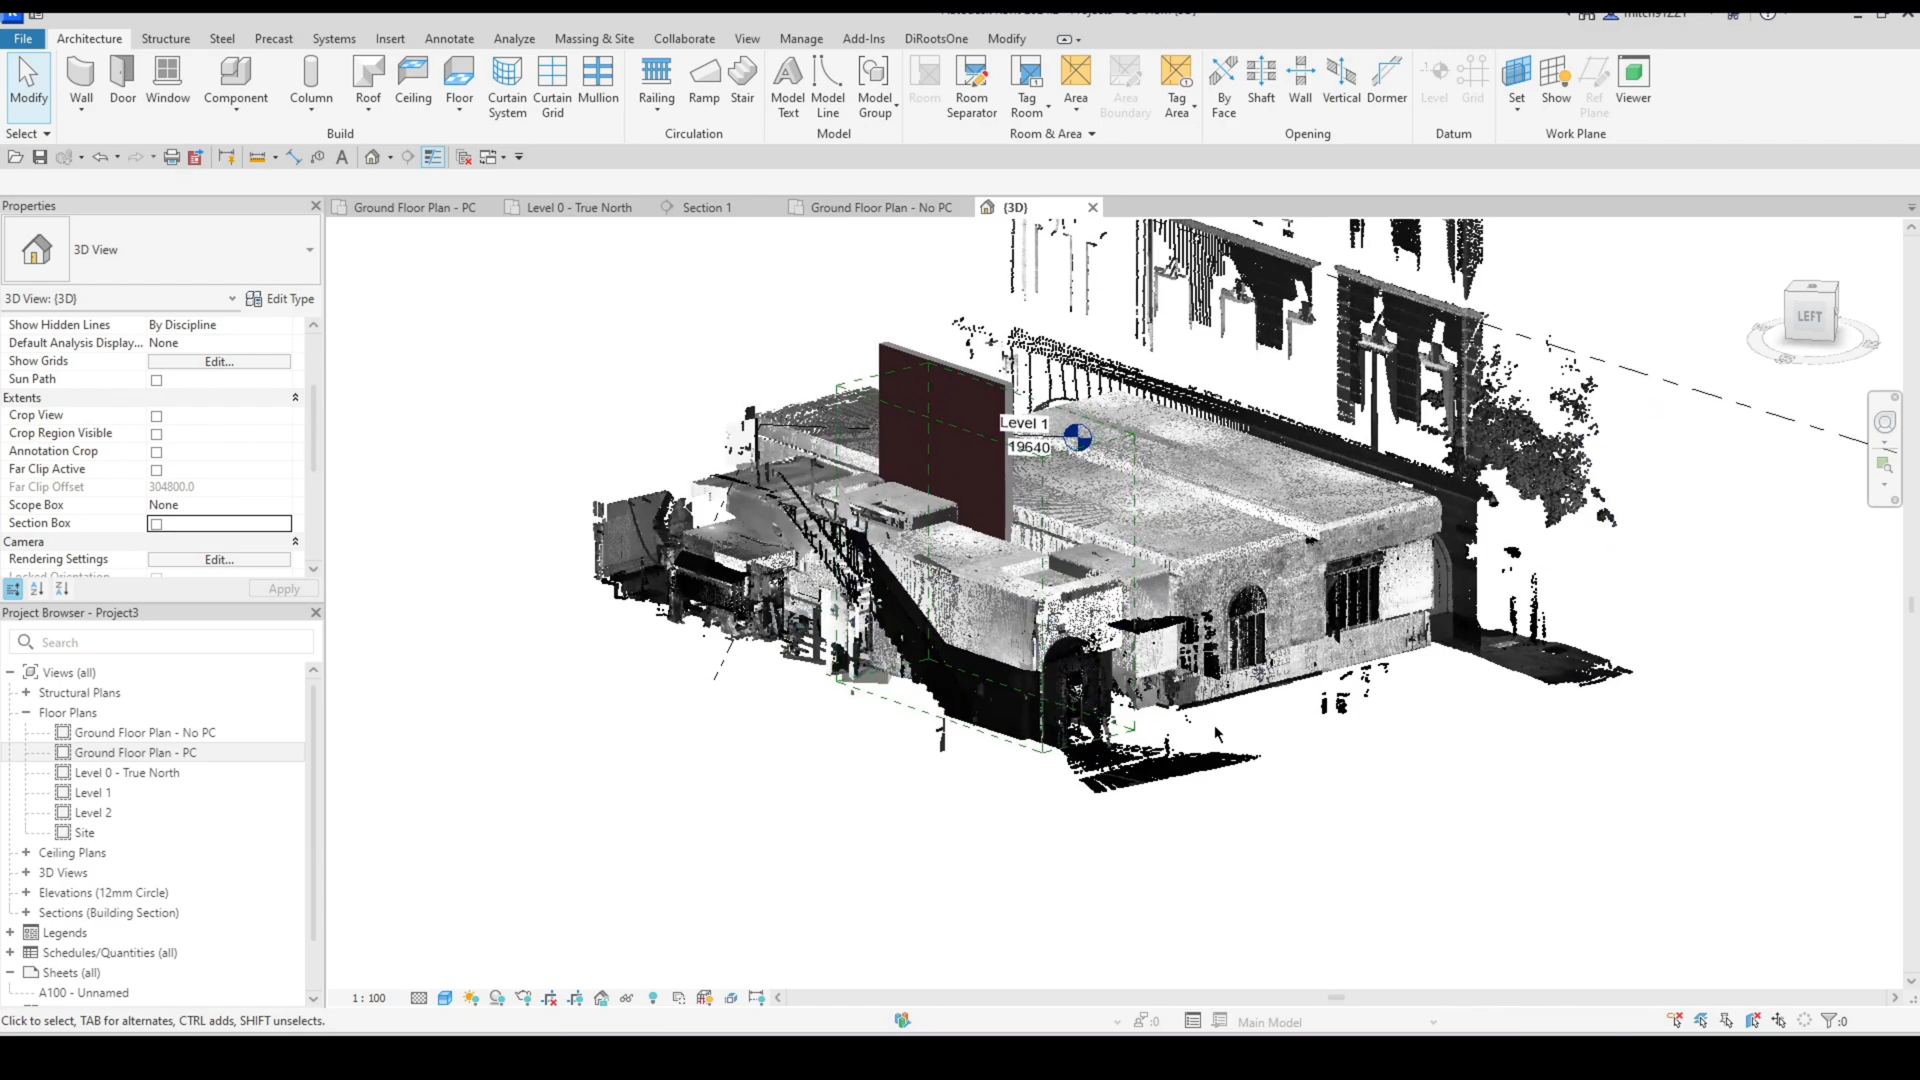 File Architecture Structure Steel Precast Systems Insert Annotate Analyze Massing & Site Collaborate View Manage Add-Ins DiRootsOne Modify
Modify Wall Door Window Component Column Roof Ceiling Floor Curtain System Curtain Grid Mullion Railing Ramp Stair Model Text Model Line Model Group Room Room Separator Tag Room Area Area Boundary Tag Area By Face Shaft Wall Vertical Dormer Level Grid Set Show Ref Plane Viewer
Select Build Circulation Model Room & Area Opening Datum Work Plane
Properties
Ground Floor Plan - PC Level 0 - True North Section 1 Ground Floor Plan - No PC {3D}
3D View
3D View: {3D} Edit Type
Show Hidden Lines By Discipline
Default Analysis Display... None
Show Grids Edit...
Sun Path
Extents
Crop View
Crop Region Visible
Annotation Crop
Far Clip Active
Far Clip Offset 304800.0
Scope Box None
Section Box
Camera
Rendering Settings Edit...
Apply
Level 1
19640
LEFT
Project Browser - Project3
Search
Views (all)
Structural Plans
Floor Plans
Ground Floor Plan - No PC
Ground Floor Plan - PC
Level 0 - True North
Level 1
Level 2
Site
Ceiling Plans
3D Views
Elevations (12mm Circle)
Sections (Building Section)
Legends
Schedules/Quantities (all)
Sheets (all)
A100 - Unnamed
1 : 100
Click to select, TAB for alternates, CTRL adds, SHIFT unselects.
:0
Main Model
:0